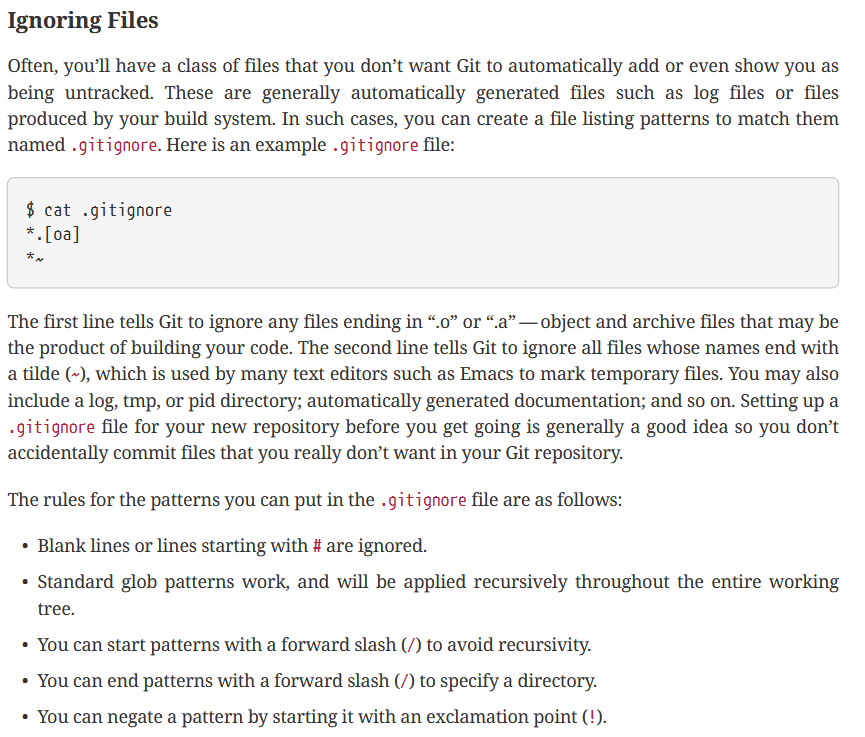 Ignoring Files
Often, you’ll have a class of files that you don’t want Git to automatically add or even show you as
being untracked. These are generally automatically generated files such as log files or files
produced by your build system. In such cases, you can create a file listing patterns to match them
named .gitignore. Here is an example .gitignore file:
$ cat .gitignore
*.[oa]
*~
The first line tells Git to ignore any files ending in “.o” or “.a” — object and archive files that may be
the product of building your code. The second line tells Git to ignore all files whose names end with
a tilde (~), which is used by many text editors such as Emacs to mark temporary files. You may also
include a log, tmp, or pid directory; automatically generated documentation; and so on. Setting up a
.gitignore file for your new repository before you get going is generally a good idea so you don’t
accidentally commit files that you really don’t want in your Git repository.
The rules for the patterns you can put in the .gitignore file are as follows:
• Blank lines or lines starting with # are ignored.
• Standard glob patterns work, and will be applied recursively throughout the entire working
tree.
• You can start patterns with a forward slash (/) to avoid recursivity.
• You can end patterns with a forward slash (/) to specify a directory.
• You can negate a pattern by starting it with an exclamation point (!).